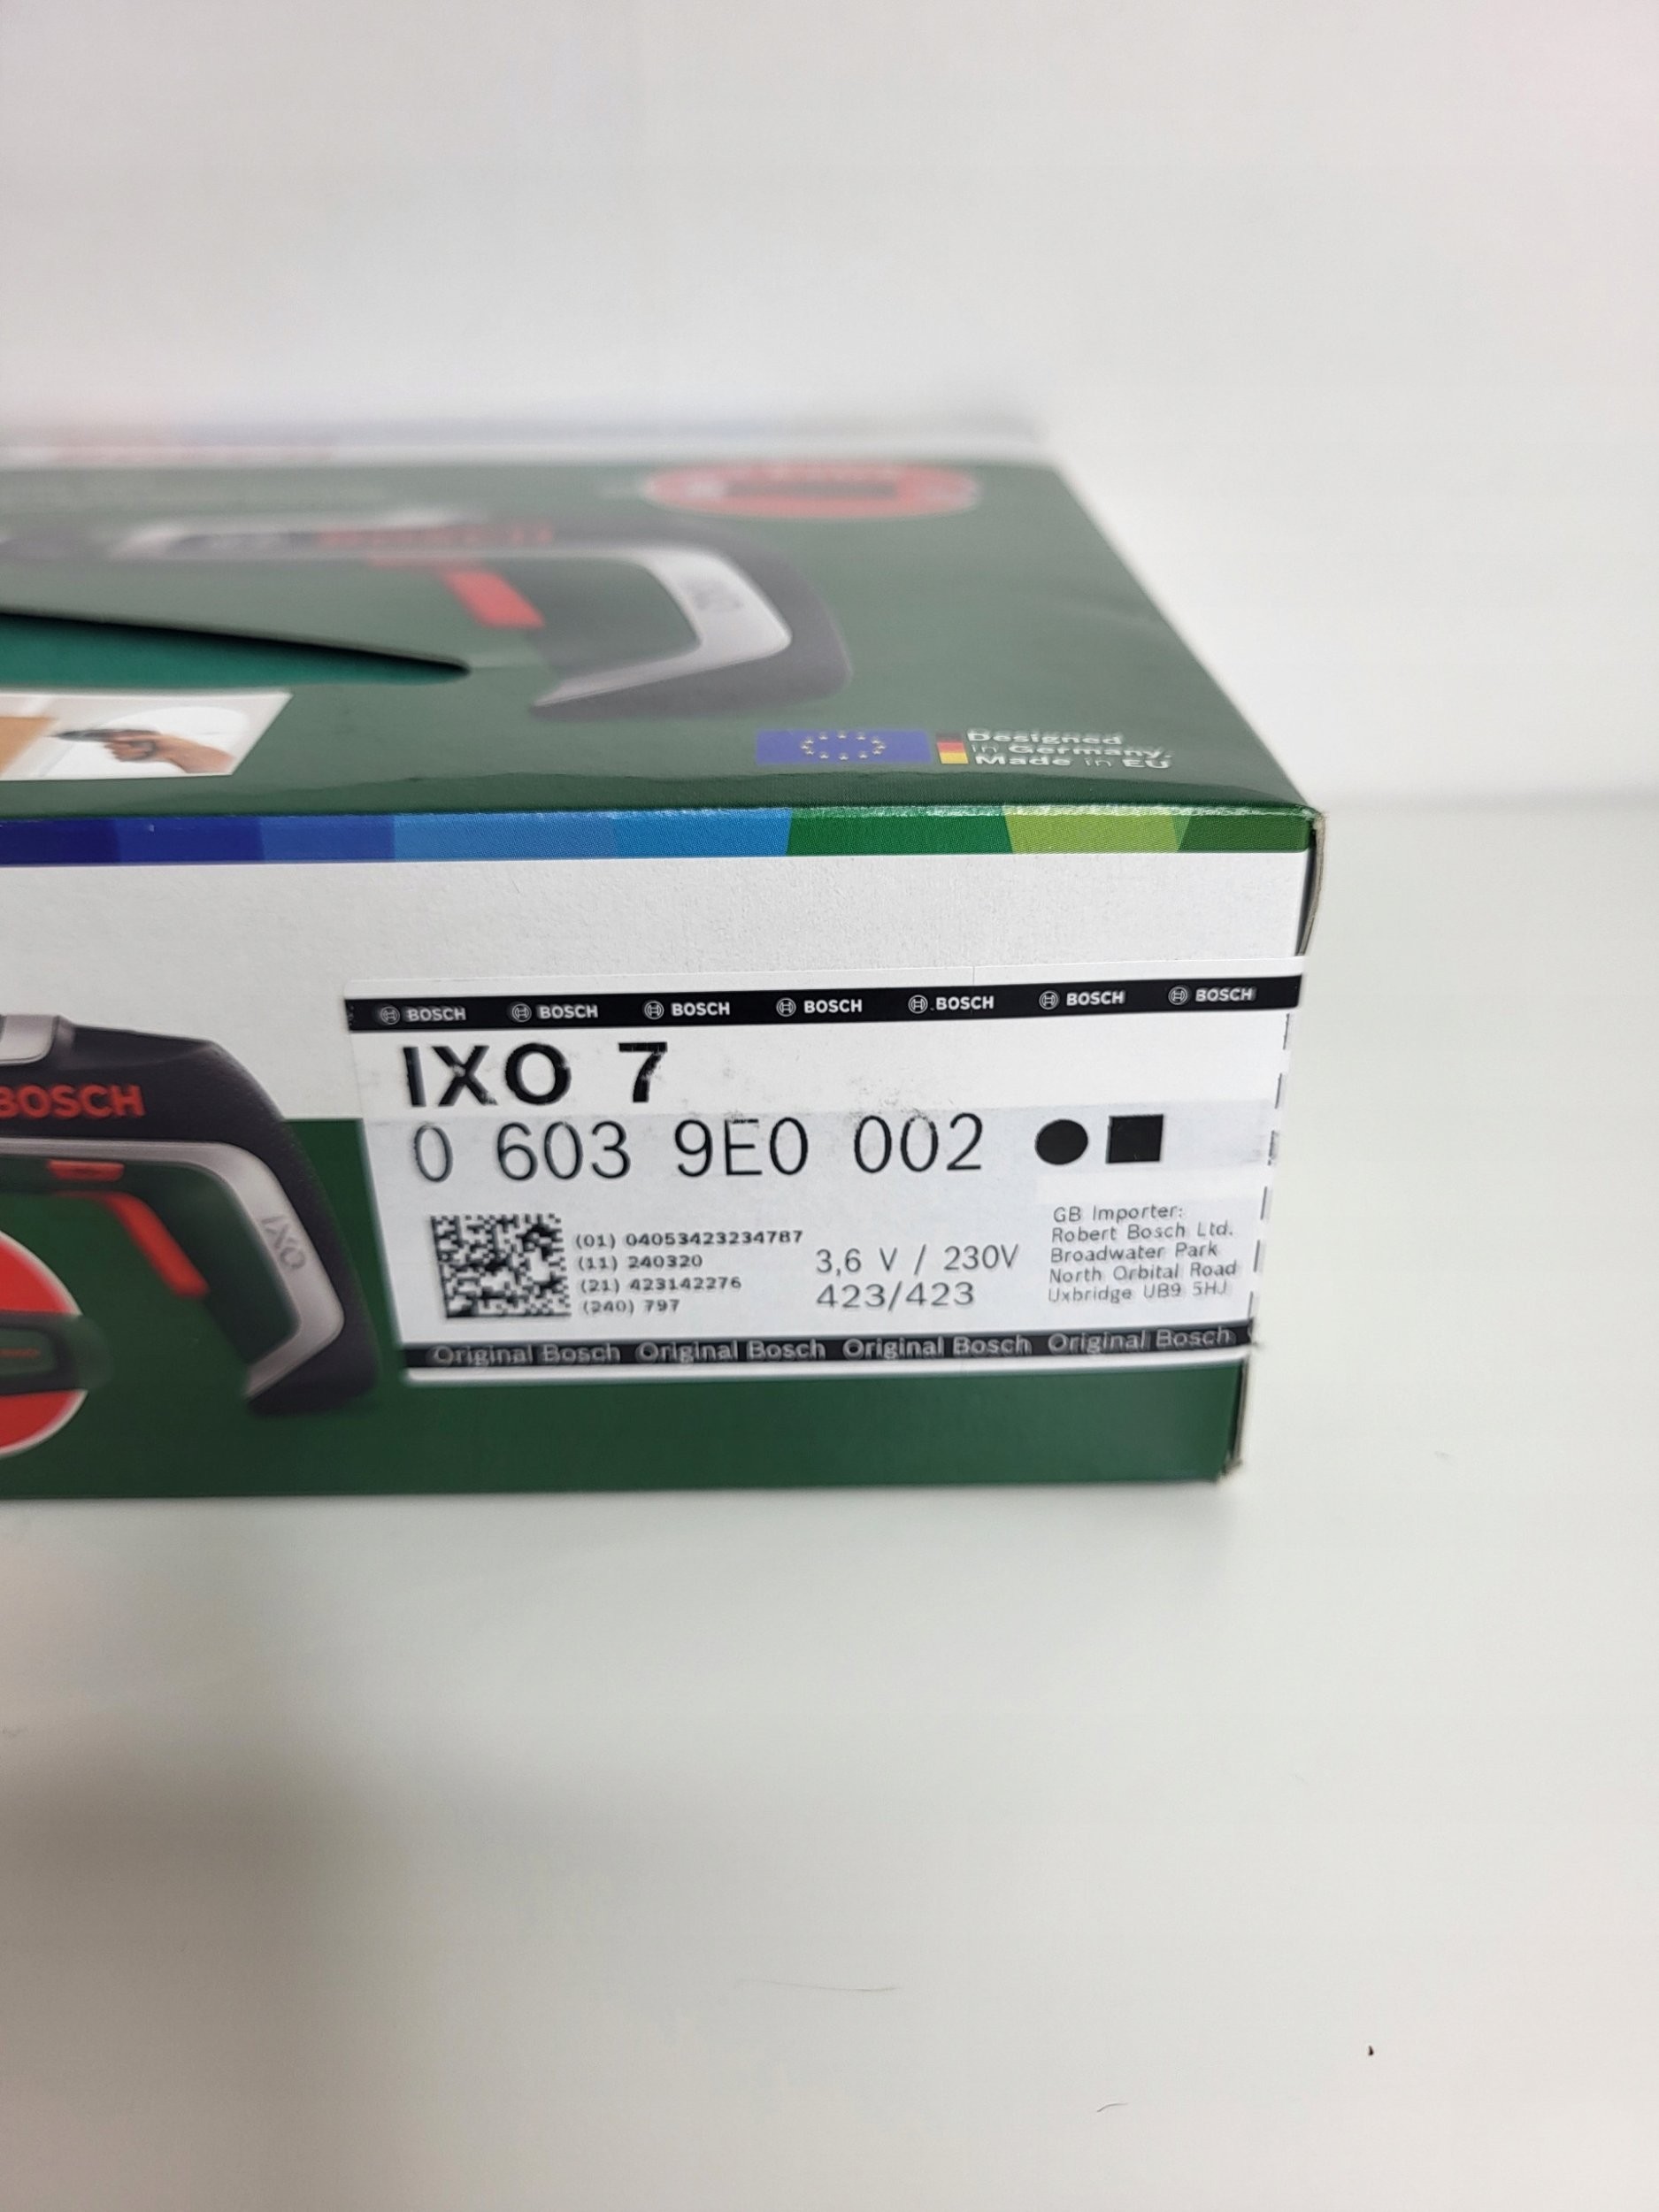 IXO
Designed
in Germany.
Made in EU
BOSCH BOSCH BOSCH BOSCH BOSCH BOSCH BOSCH
IXO 7
0 603 9E0 002
(01) 04053423234787
(11) 240320
(21) 423142276
(240) 797
3,6 V / 230V
423/423
GB Importer:
Robert Bosch Ltd.
Broadwater Park
North Orbital Road
Uxbridge UB9 5HJ
Original Bosch Original Bosch Original Bosch Original Bosch
BOSCH
IXO